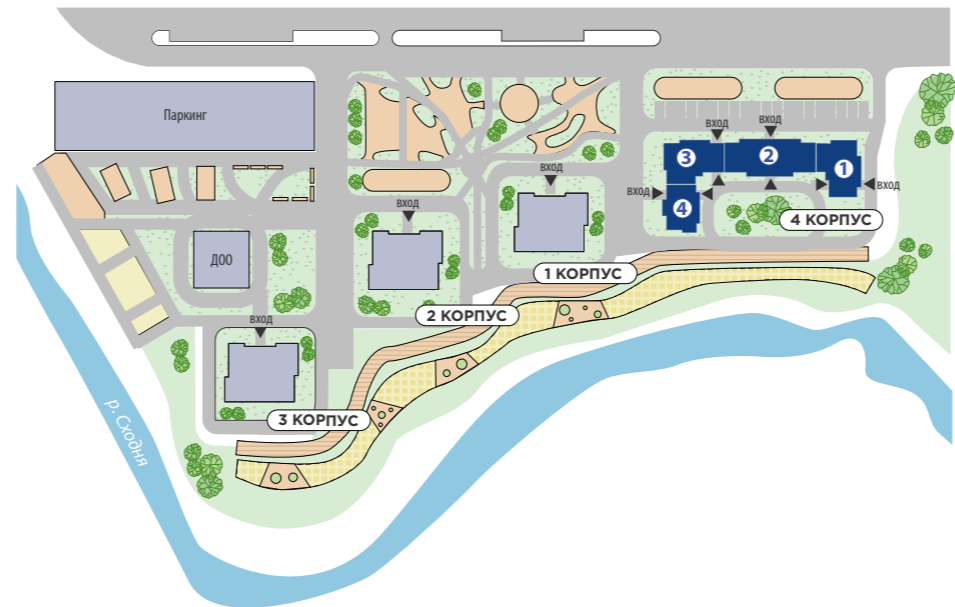 Паркинг
вход
вход
3
2
1
вход
вход
вход
4
вход
4 КОРПУС
ДОО
1 КОРПУС
2 КОРПУС
вход
3 КОРПУС
р. Сходня